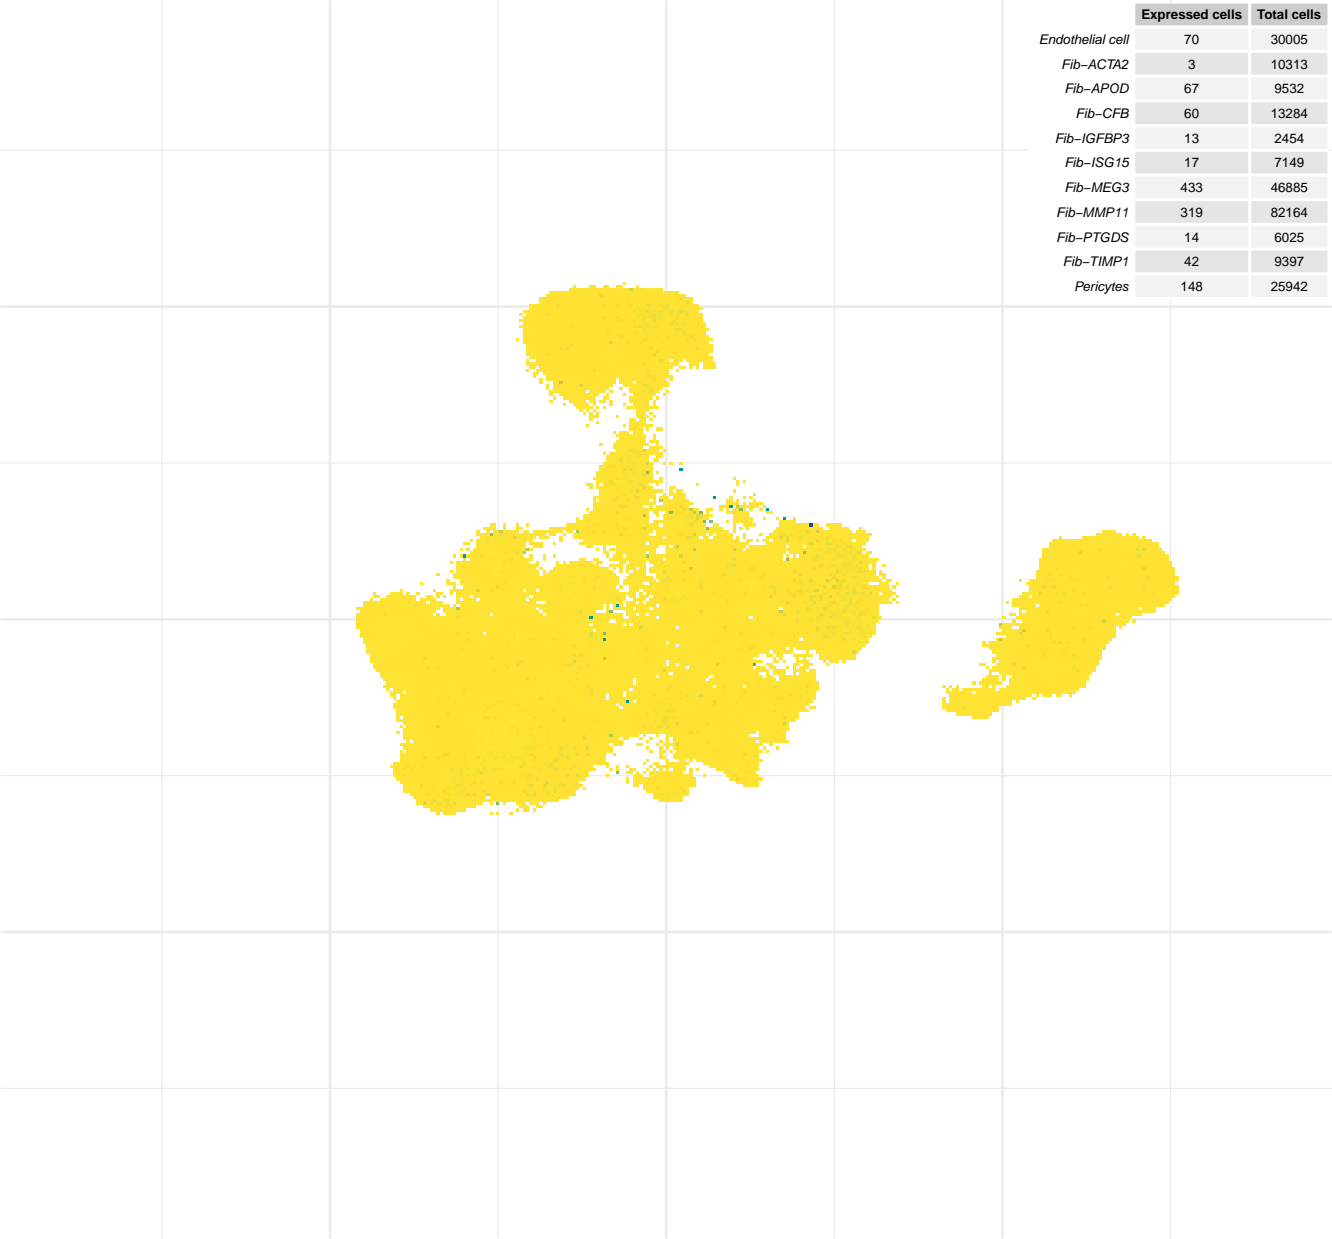 Expressed cells Total cells
Endothelial cell 70 30005
Fib−ACTA2 3 10313
Fib−APOD 67 9532
Fib−CFB 60 13284
Fib−IGFBP3 13 2454
Fib−ISG15 17 7149
Fib−MEG3 433 46885
Fib−MMP11 319 82164
Fib−PTGDS 14 6025
Fib−TIMP1 42 9397
Pericytes 148 25942